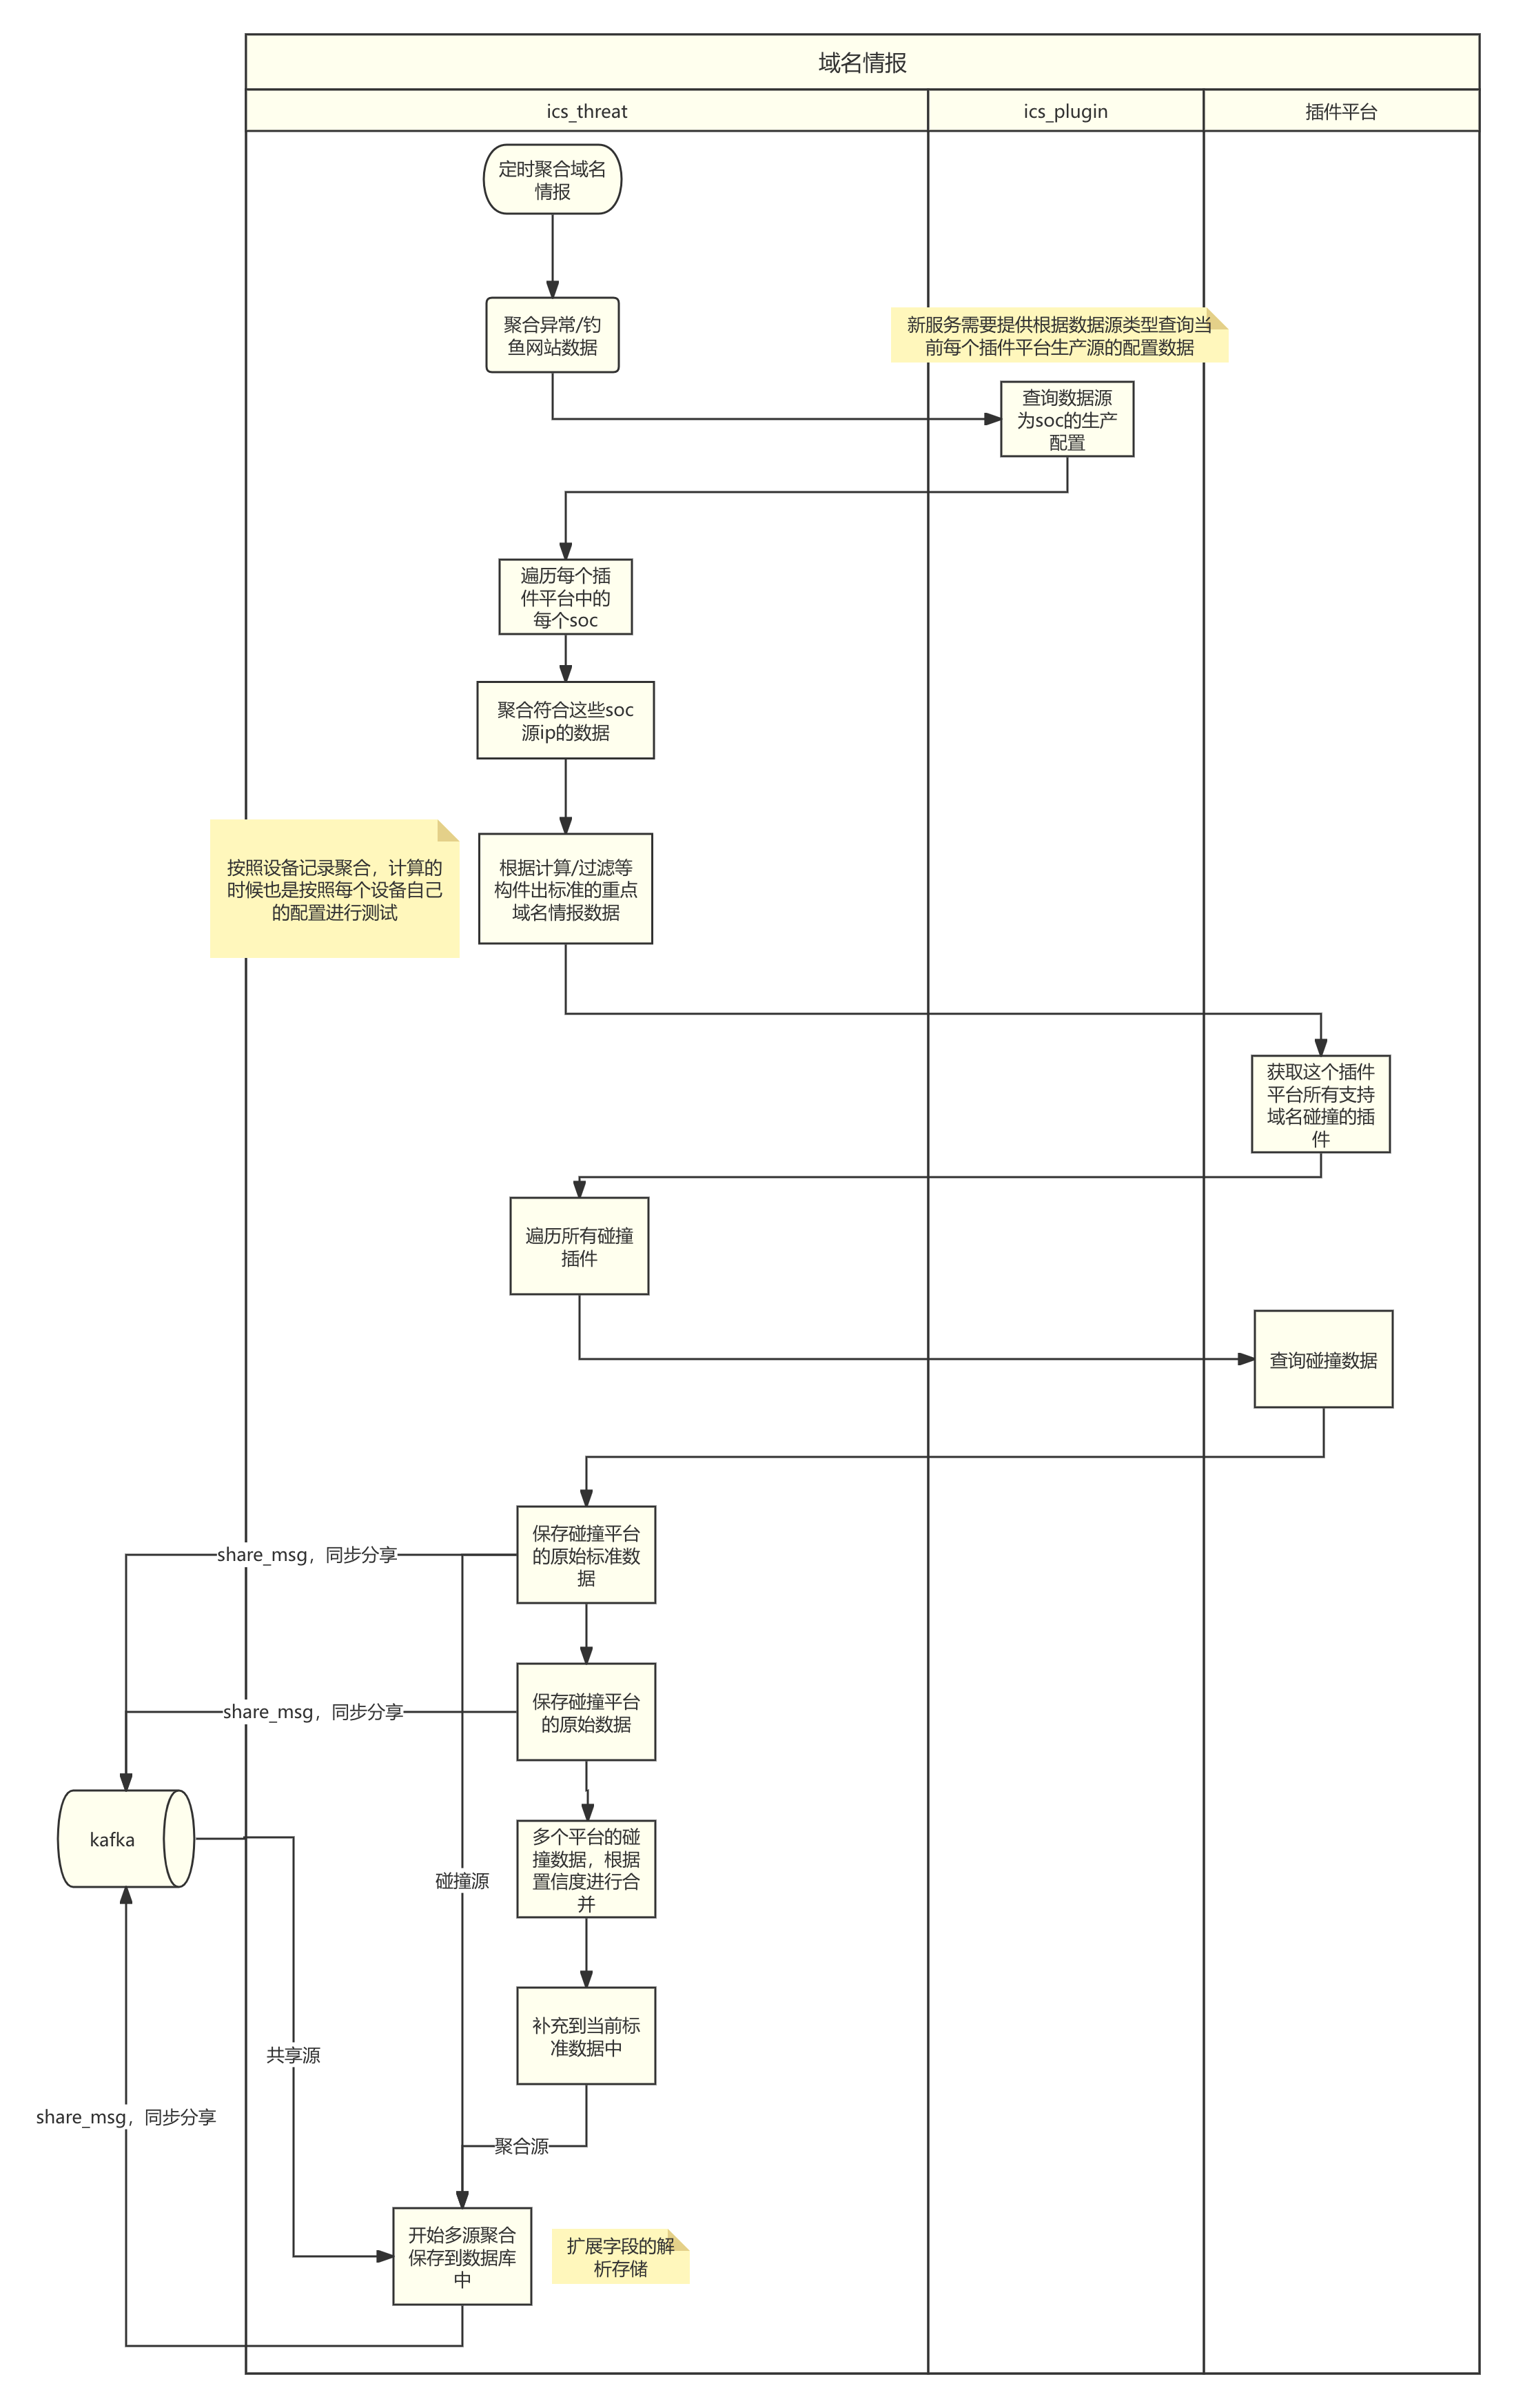 域名情报
ics_threat
ics_plugin
插件平台
定时聚合域名
情报
聚合异常/钓
鱼网站数据
新服务需要提供根据数据源类型查询当
前每个插件平台生产源的配置数据
查询数据源
为soc的生产
配置
遍历每个插
件平台中的
每个soc
聚合符合这些soc
源ip的数据
按照设备记录聚合，计算的
时候也是按照每个设备自己
的配置进行测试
根据计算/过滤等
构件出标准的重点
域名情报数据
获取这个插件
平台所有支持
域名碰撞的插
件
遍历所有碰撞
插件
查询碰撞数据
保存碰撞平台
的原始标准数
据
share_msg，同步分享
保存碰撞平台
的原始数据
share_msg，同步分享
kafka
多个平台的碰
撞数据，根据
置信度进行合
并
碰撞源
补充到当前标
准数据中
共享源
share_msg，同步分享
聚合源
开始多源聚合
保存到数据库
中
扩展字段的解
析存储